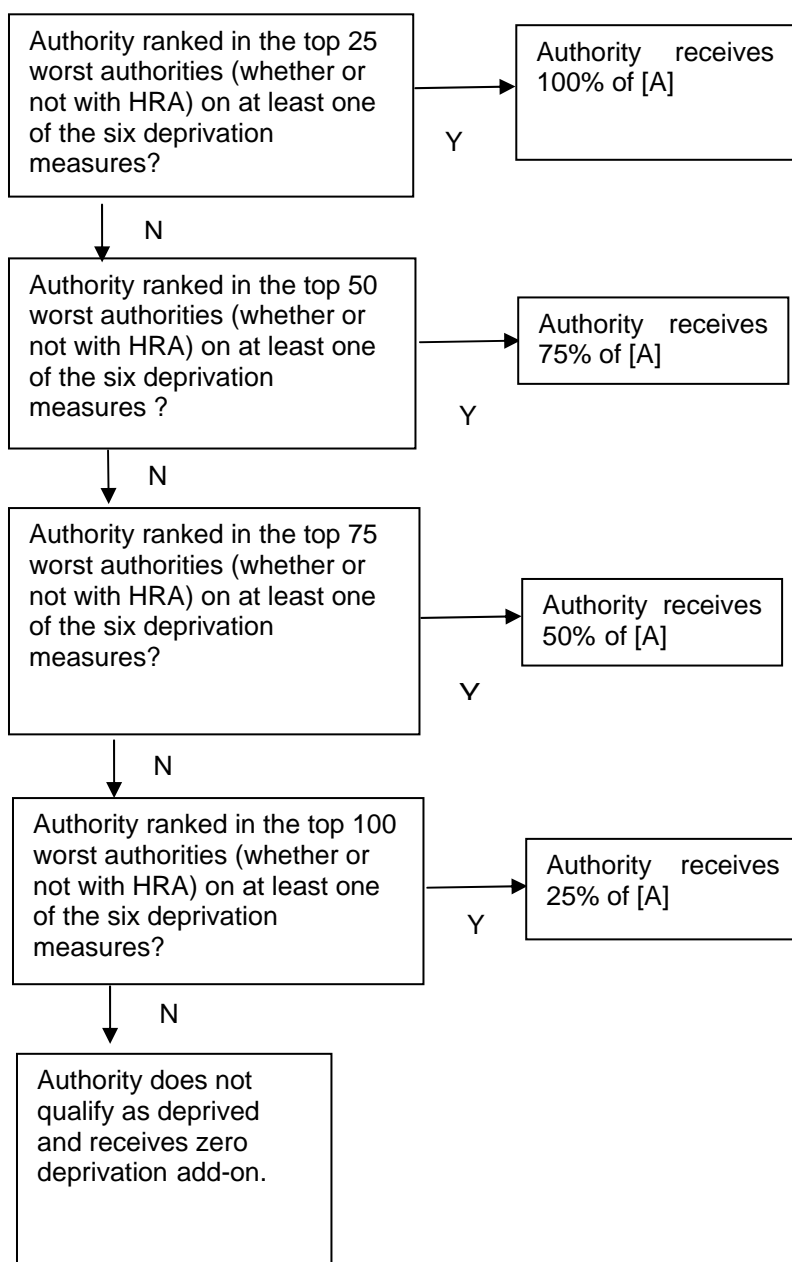 Authority ranked in the top 25
worst authorities (whether or
not with HRA) on at least one
of the six deprivation
measures?
Authority receives
100% of [A]
Y
N
Authority ranked in the top 50
worst authorities (whether or
not with HRA) on at least one
of the six deprivation
measures ?
Authority receives
75% of [A]
Y
N
Authority ranked in the top 75
worst authorities (whether or
not with HRA) on at least one
of the six deprivation
measures?
Authority receives
50% of [A]
Y
N
Authority ranked in the top 100
worst authorities (whether or
not with HRA) on at least one
of the six deprivation
measures?
Authority receives
25% of [A]
Y
N
Authority does not
qualify as deprived
and receives zero
deprivation add-on.